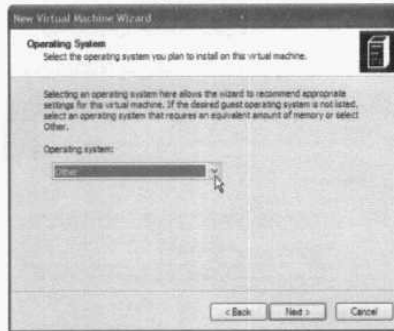 New Virtual Machine Wizard
Operating System
Select the operating system you plan to install on this virtual machine.
Selecting an operating system here allows the wizard to recommend appropriate
settings for this virtual machine. If the desired guest operating system is not listed,
select an operating system that requires an equivalent amount of memory or select
Other.
Operating system:
Other
< Back Next > Cancel